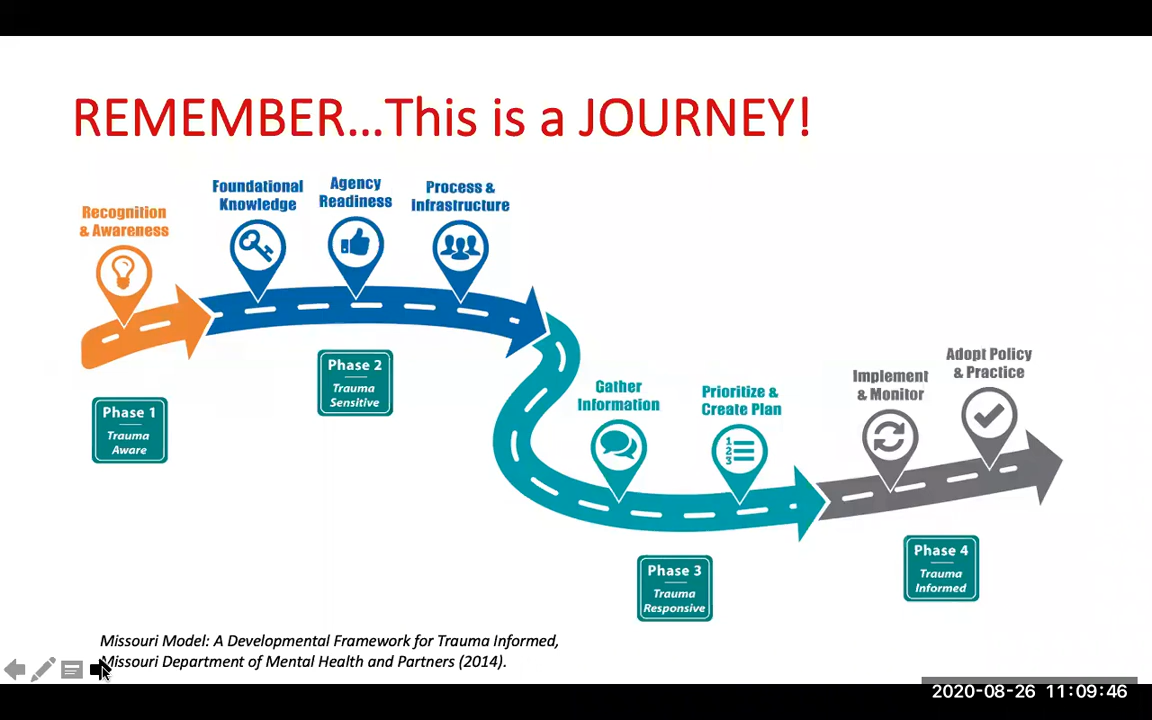 REMEMBER...This is a JOURNEY!
Recognition
& Awareness
Foundational
Knowledge
Agency
Readiness
Process &
Infrastructure
Phase 1
Trauma
Aware
Phase 2
Trauma
Sensitive
Gather
Information
Prioritize &
Create Plan
1
2
3
Implement
& Monitor
Adopt Policy
& Practice
Phase 3
Trauma
Responsive
Phase 4
Trauma
Informed
Missouri Model: A Developmental Framework for Trauma Informed,
Missouri Department of Mental Health and Partners (2014).
2020-08-26 11:09:46